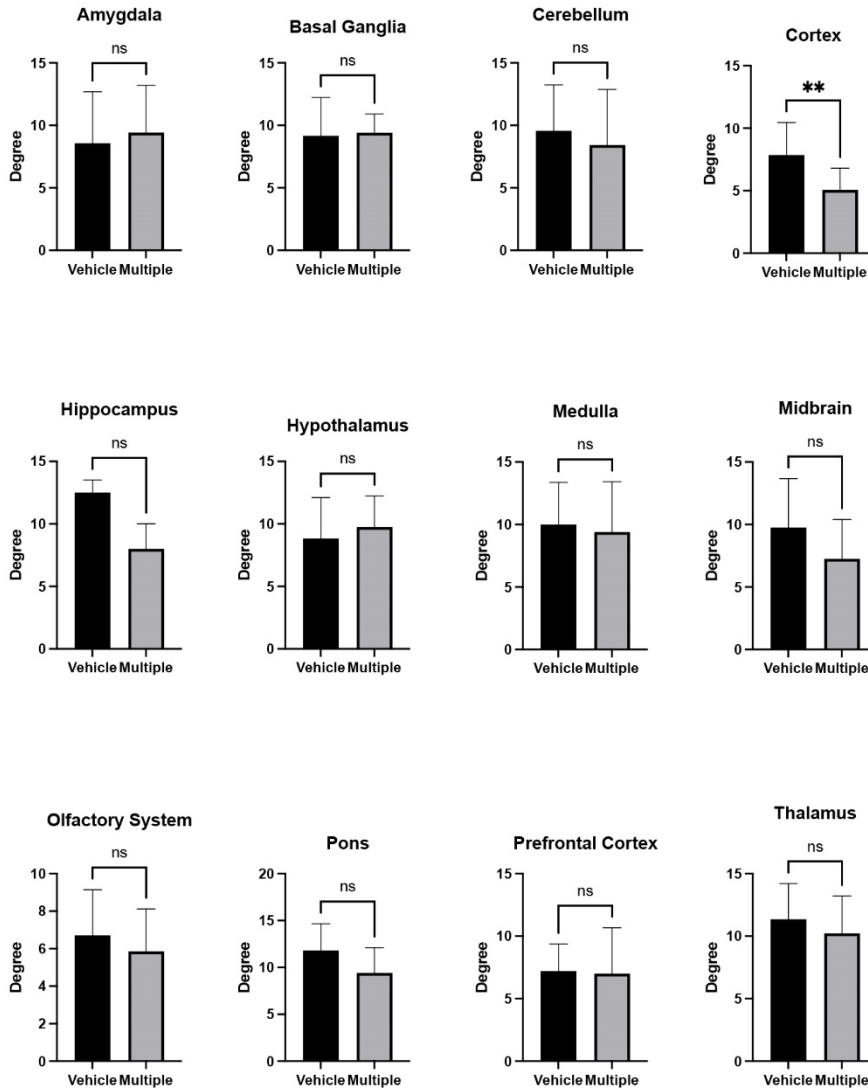 Amygdala
ns
15
10
5
0
Degree
Vehicle Multiple
Basal Ganglia
ns
15
10
5
0
Degree
Vehicle Multiple
Cerebellum
ns
15
10
5
0
Degree
Vehicle Multiple
Cortex
**
15
10
5
0
Degree
Vehicle Multiple
Hippocampus
ns
15
10
5
0
Degree
Vehicle Multiple
Hypothalamus
ns
15
10
5
0
Degree
Vehicle Multiple
Medulla
ns
15
10
5
0
Degree
Vehicle Multiple
Midbrain
ns
15
10
5
0
Degree
Vehicle Multiple
Olfactory System
ns
10
8
6
4
2
0
Degree
Vehicle Multiple
Pons
ns
20
15
10
5
0
Degree
Vehicle Multiple
Prefrontal Cortex
ns
15
10
5
0
Degree
Vehicle Multiple
Thalamus
ns
15
10
5
0
Degree
Vehicle Multiple